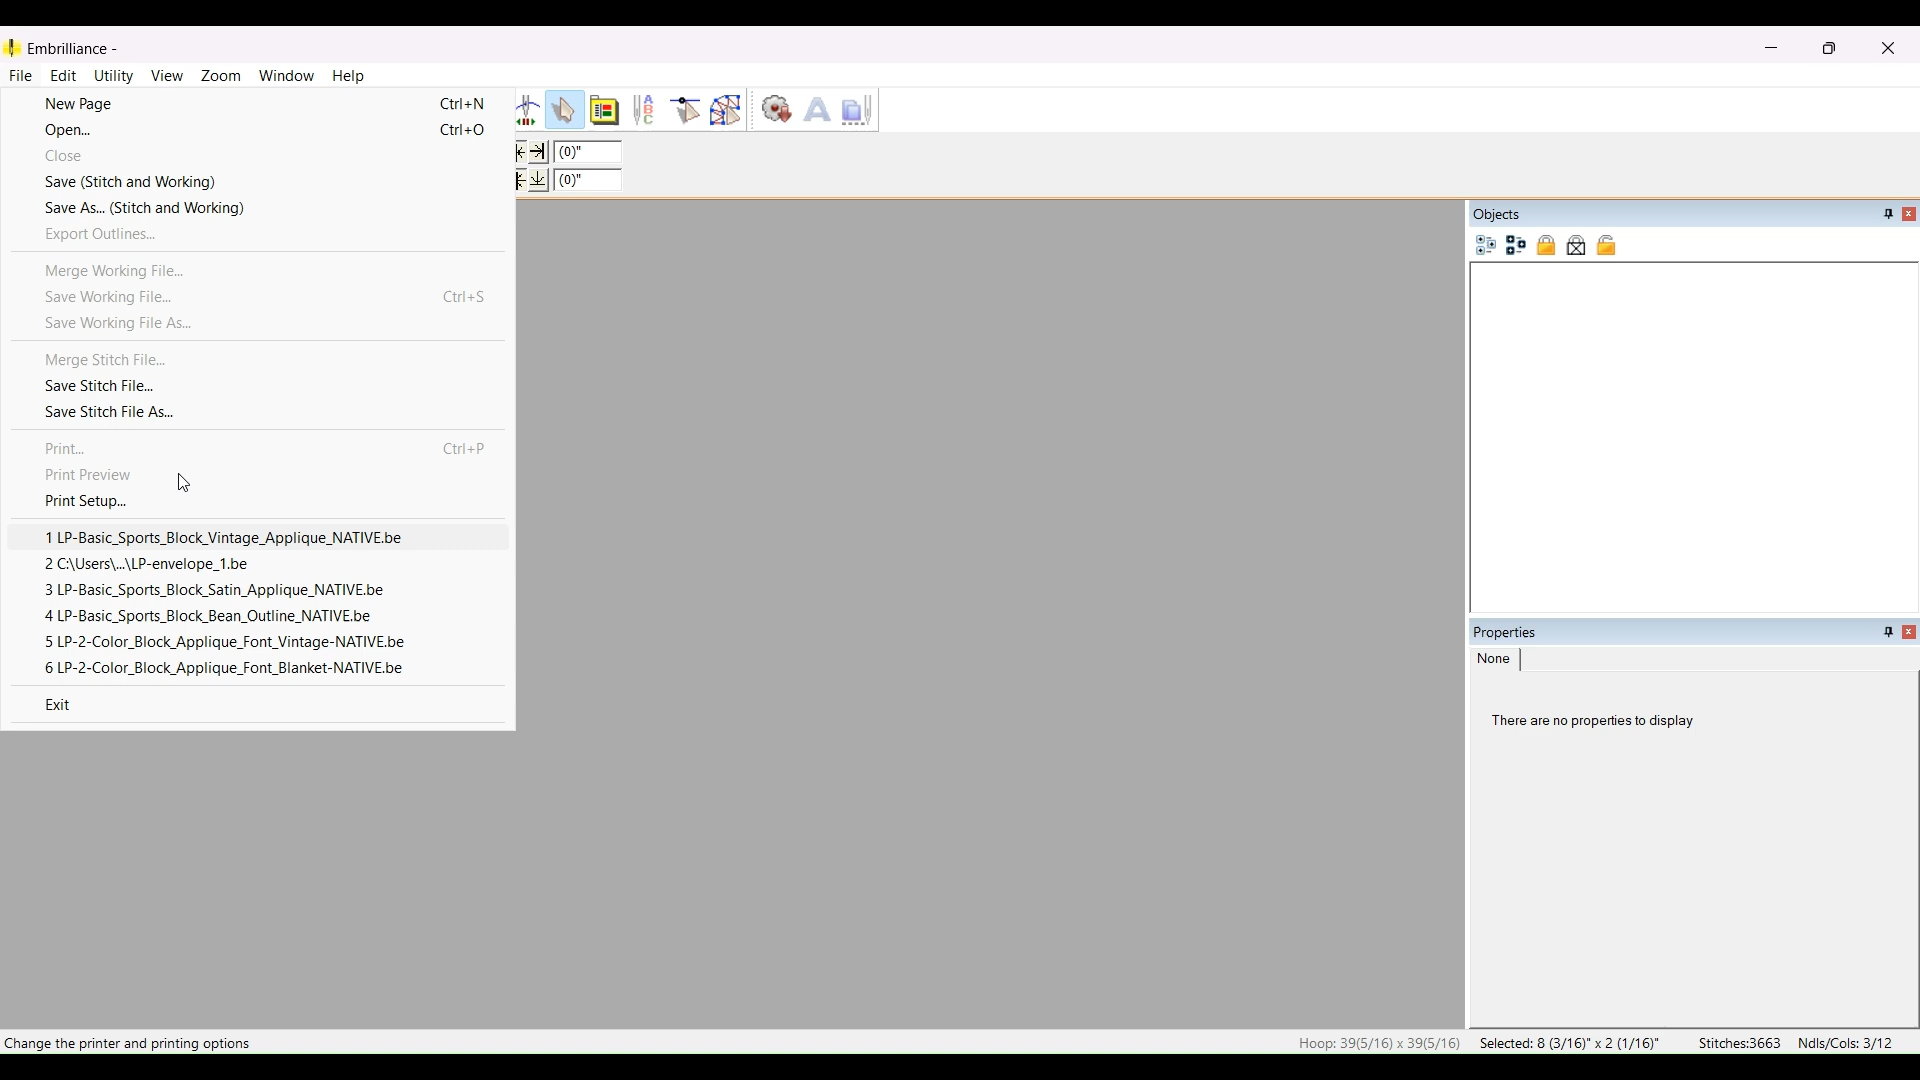 Embrilliance -
File Edit Utility View Zoom Window Help
New Page Ctrl+N
Open... Ctrl+O
Close
Save (Stitch and Working)
Save As... (Stitch and Working)
Export Outlines...
Merge Working File...
Save Working File... Ctrl+S
Save Working File As...
Merge Stitch File...
Save Stitch File...
Save Stitch File As...
Print... Ctrl+P
Print Preview
Print Setup...
1 LP-Basic_Sports_Block_Vintage_Applique_NATIVE.be
2 C:\Users\...\LP-envelope_1.be
3 LP-Basic_Sports_Block_Satin_Applique_NATIVE.be
4 LP-Basic_Sports_Block_Bean_Outline_NATIVE.be
5 LP-2-Color_Block_Applique_Font_Vintage-NATIVE.be
6 LP-2-Color_Block_Applique_Font_Blanket-NATIVE.be
Exit
A B C
A
(0)"
(0)"
Objects
Properties
None
There are no properties to display
Change the printer and printing options
Hoop: 39(5/16) x 39(5/16) Selected: 8 (3/16)" x 2 (1/16)" Stitches:3663 Ndls/Cols: 3/12